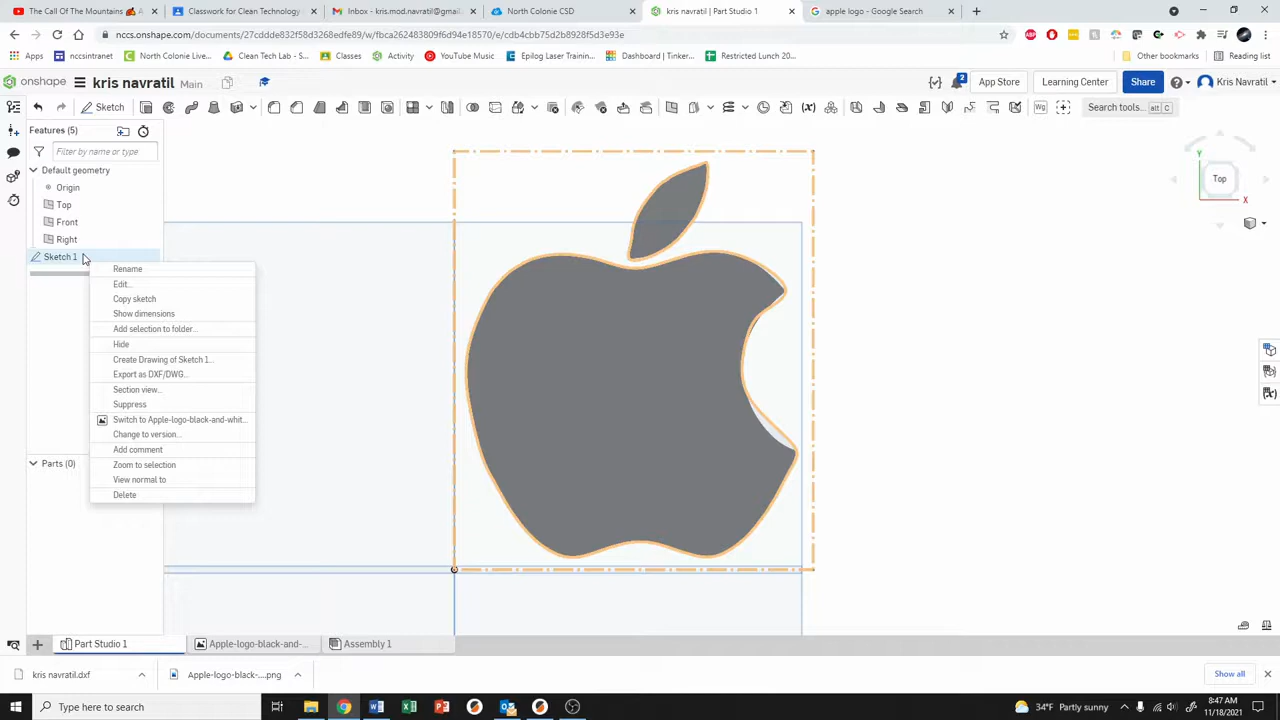 The Call Of The Mountains
Classwork for Clean Technology
Inbox - kris.mod.navratil@gmail.
North Colonie CSD
kris navratil | Part Studio 1
apple logo - Google Search
nccs.onshape.com/documents/27cddde832f58d32edfe89/w/fbca262483809f6d94e18570/e/cdb4cbb75d2b8928f5d3e93e
Apps
nccsintranet
North Colonie Live...
Clean Tech Lab - S...
Classes
Activity
YouTube Music
Epilog Laser Trainin...
Dashboard | Tinker...
Restricted Lunch 20...
Other bookmarks
Reading list
onshape
kris navratil
Main
2
App Store
Learning Center
Share
Kris Navratil
Sketch
Search tools...
alt C
Features (5)
Filter by name or type
Default geometry
Origin
Top
Front
Right
Sketch 1
Rename
Edit...
Copy sketch
Show dimensions
Add selection to folder...
Hide
Create Drawing of Sketch 1...
Export as DXF/DWG...
Section view...
Suppress
Switch to Apple-logo-black-and-whit...
Change to version...
Add comment
Zoom to selection
View normal to
Delete
Parts (0)
Y
Top
X
Part Studio 1
Apple-logo-black-and-...
Assembly 1
kris navratil.dxf
Apple-logo-black-....png
Show all
Type here to search
34°F Partly sunny
8:47 AM
11/18/2021